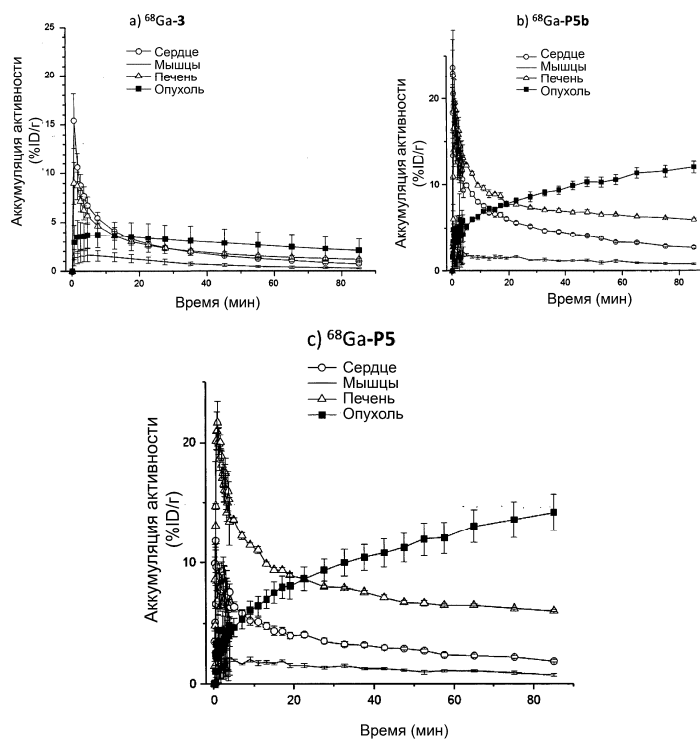 a) ⁶⁸Ga-3
Сердце
Мышцы
Печень
Опухоль
Аккумуляция активности
(%ID/г)
25
20
15
10
5
0
0 20 40 60 80
Время (мин)
b) ⁶⁸Ga-P5b
Сердце
Мышцы
Печень
Опухоль
Аккумуляция активности
(%ID/г)
20
10
0
0 20 40 60 80
Время (мин)
c) ⁶⁸Ga-P5
Сердце
Мышцы
Печень
Опухоль
Аккумуляция активности
(%ID/г)
20
10
0
0 20 40 60 80
Время (мин)